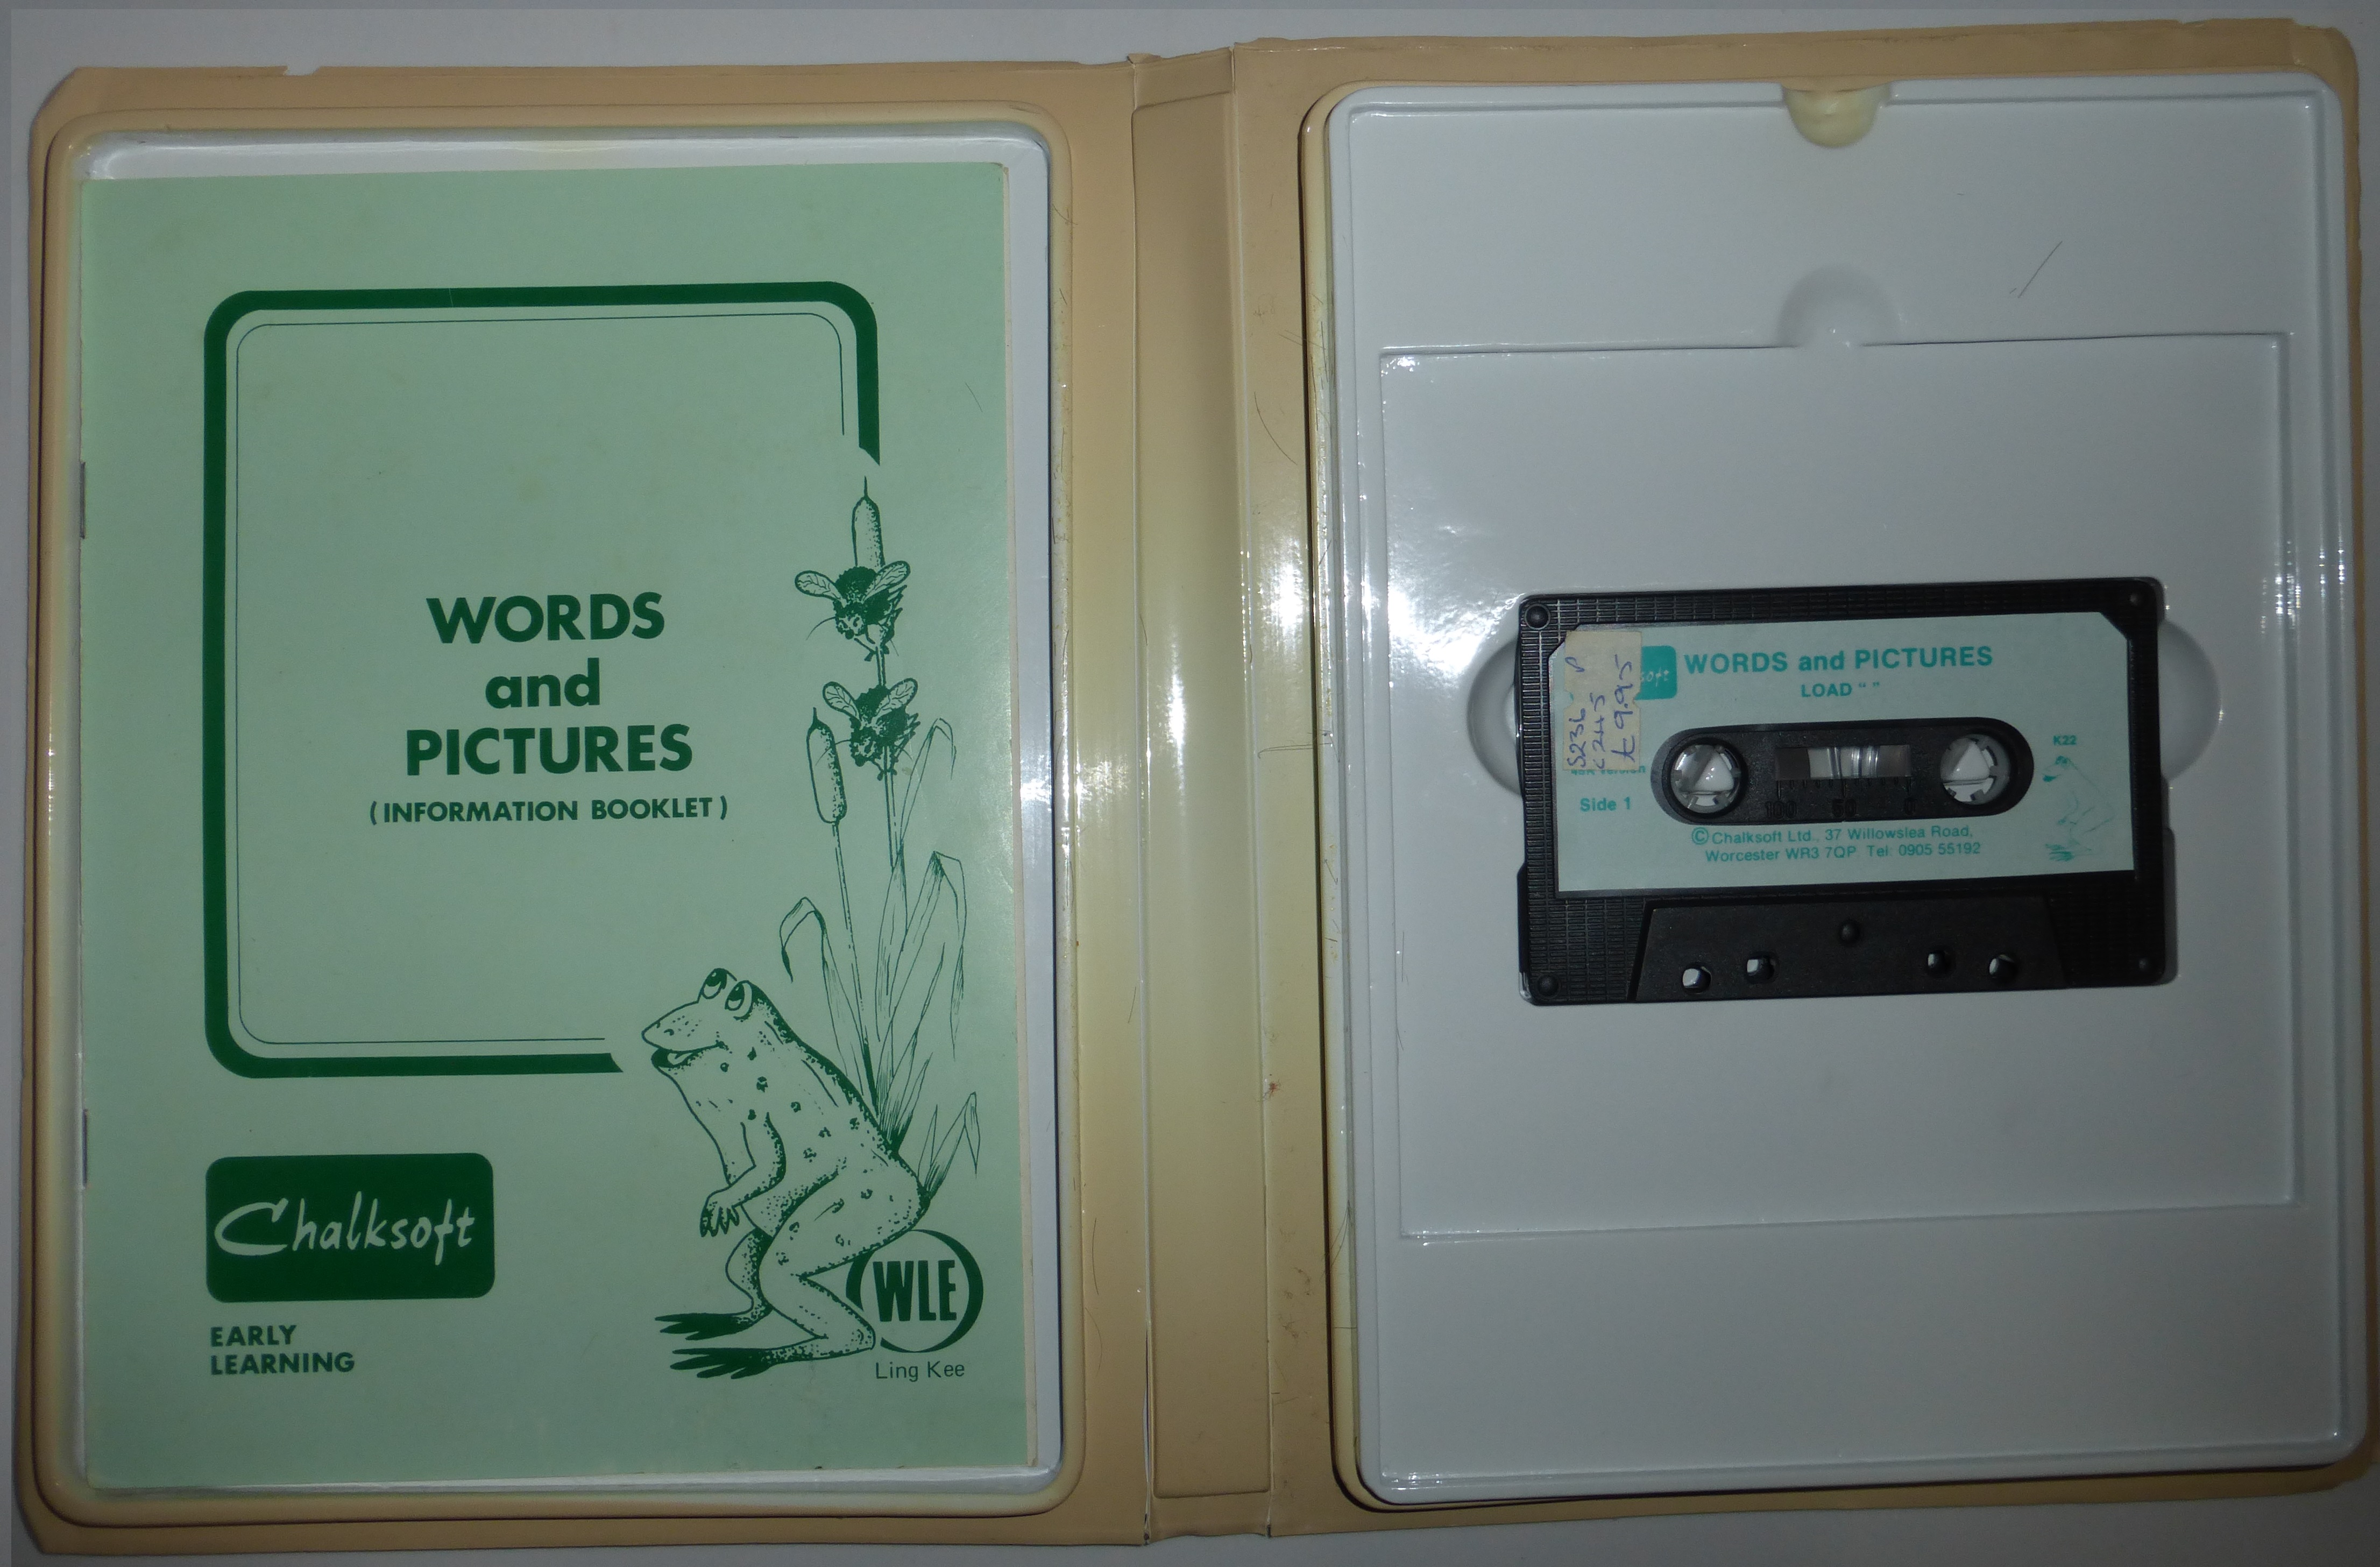 WORDS
and
PICTURES
(INFORMATION BOOKLET)
Chalksoft
EARLY
LEARNING
WLE
Ling Kee
WORDS and PICTURES
LOAD “ ”
£9.95
K22
Side 1
©Chalksoft Ltd., 37 Willowslea Road,
Worcester WR3 7QP Tel: 0905 55192